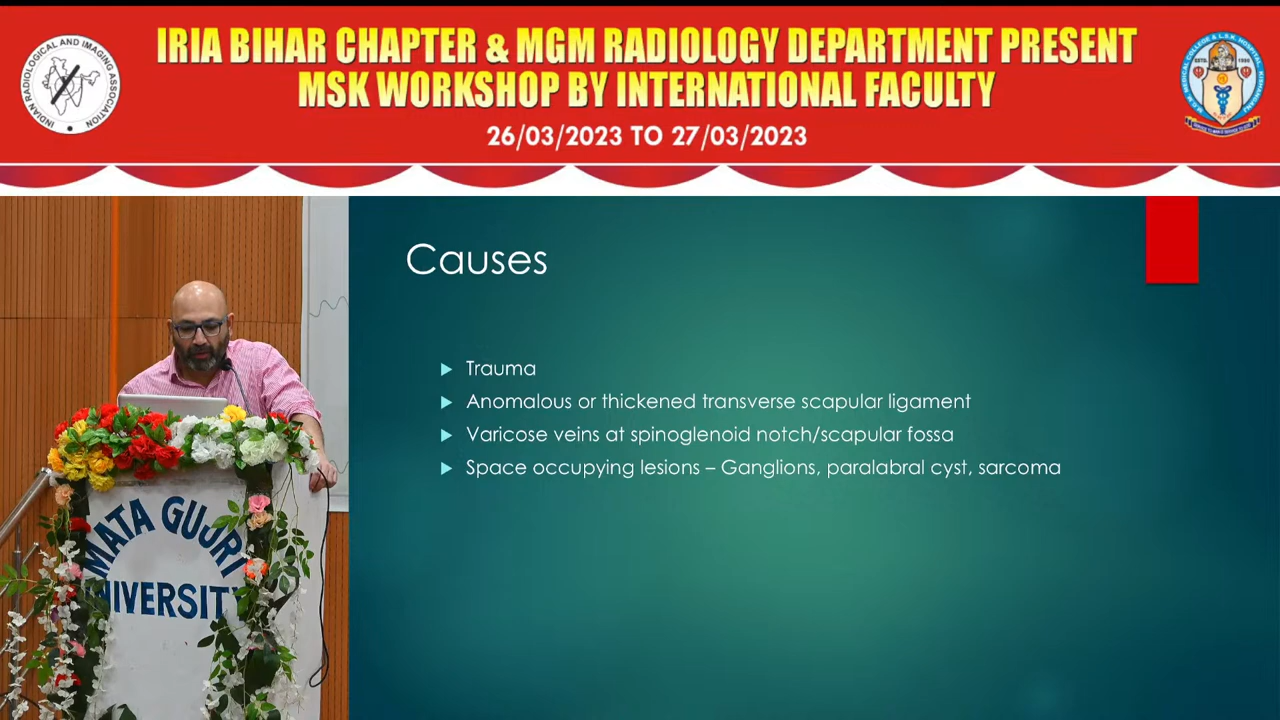 IRIA BIHAR CHAPTER & MGM RADIOLOGY DEPARTMENT PRESENT
MSK WORKSHOP BY INTERNATIONAL FACULTY
26/03/2023 TO 27/03/2023
INDIAN RADIOLOGICAL AND IMAGING ASSOCIATION
Causes
Trauma
Anomalous or thickened transverse scapular ligament
Varicose veins at spinoglenoid notch/scapular fossa
Space occupying lesions – Ganglions, paralabral cyst, sarcoma
MATA GUJRI
UNIVERSITY